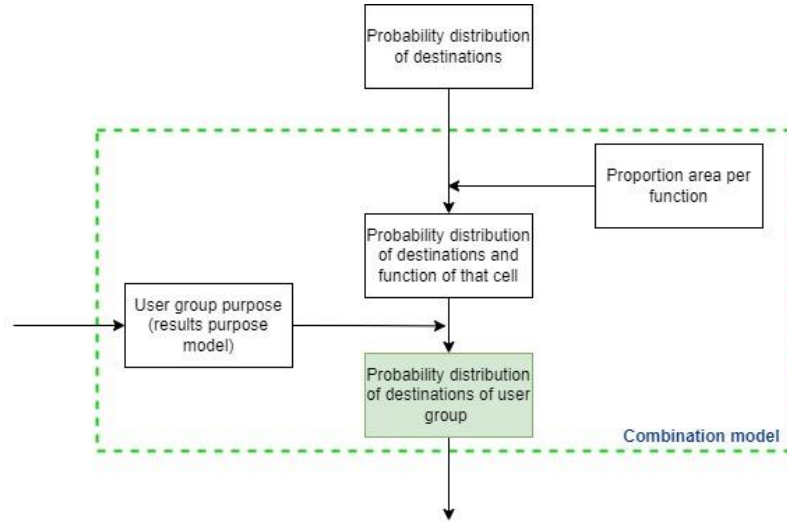 Probability distribution
of destinations
Proportion area per
function
Probability distribution
of destinations and
function of that cell
User group purpose
(results purpose
model)
Probability distribution
of destinations of user
group
Combination model